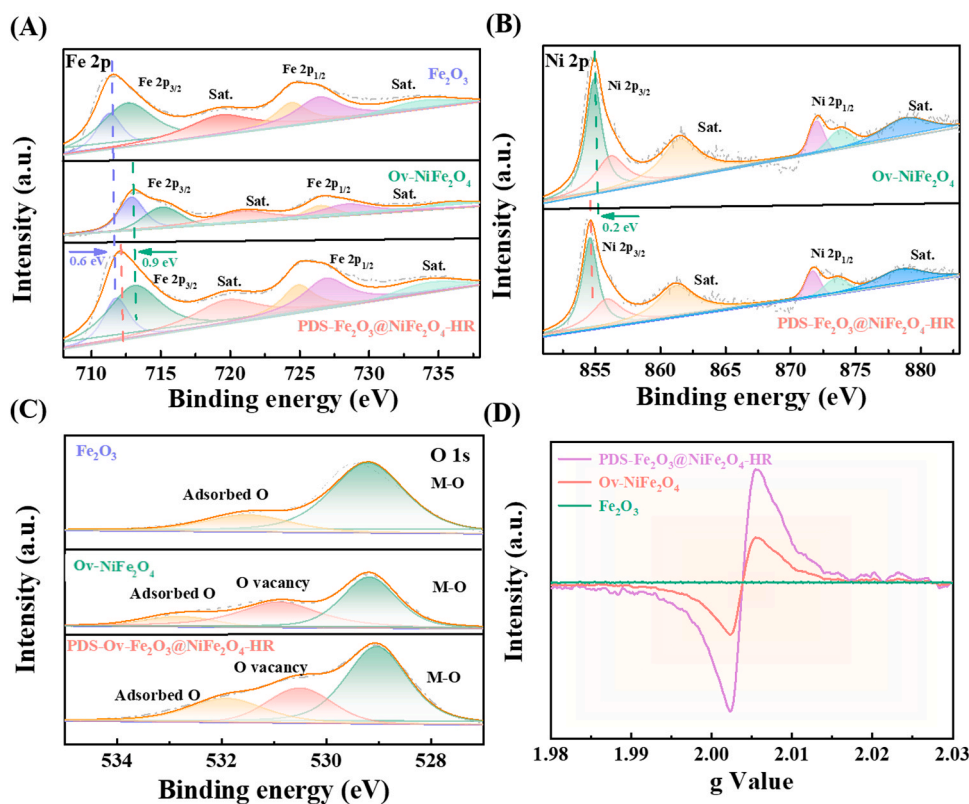 (A)
Fe 2p
Fe 2p3/2
Sat.
Fe 2p1/2
Sat.
Fe2O3
Fe 2p3/2
Sat.
Fe 2p1/2
Sat.
Ov-NiFe2O4
0.6 eV
0.9 eV
Fe 2p3/2
Sat.
Fe 2p1/2
Sat.
PDS-Fe2O3@NiFe2O4-HR
710 715 720 725 730 735
Binding energy (eV)
Intensity (a.u.)
(B)
Ni 2p
Ni 2p3/2
Sat.
Ni 2p1/2
Sat.
Ov-NiFe2O4
0.2 eV
Ni 2p3/2
Sat.
Ni 2p1/2
Sat.
PDS-Fe2O3@NiFe2O4-HR
855 860 865 870 875 880
Binding energy (eV)
Intensity (a.u.)
(C)
Fe2O3
O 1s
Adsorbed O
M-O
Ov-NiFe2O4
Adsorbed O
O vacancy
M-O
PDS-Ov-Fe2O3@NiFe2O4-HR
Adsorbed O
O vacancy
M-O
534 532 530 528
Binding energy (eV)
Intensity (a.u.)
(D)
PDS-Fe2O3@NiFe2O4-HR
Ov-NiFe2O4
Fe2O3
1.98 1.99 2.00 2.01 2.02 2.03
g Value
Intensity (a.u.)